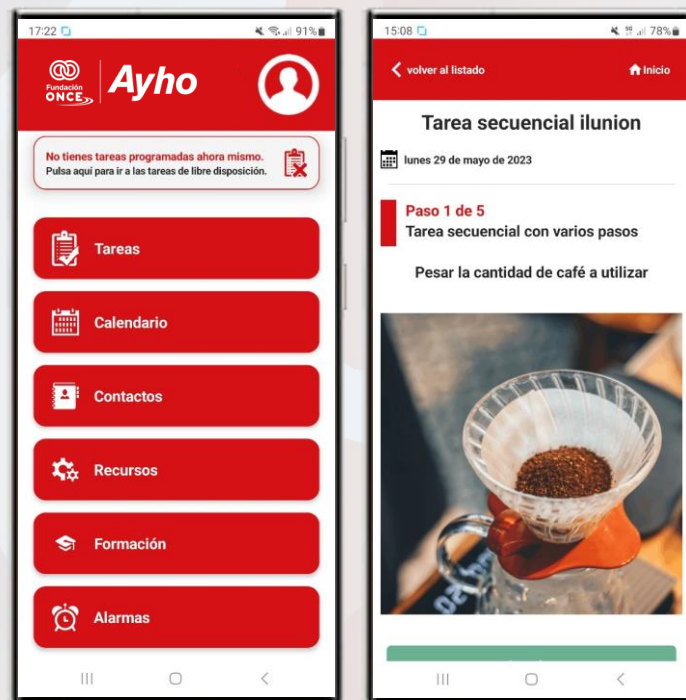 17:22
91%
Fundación
ONCE
Ayho
No tienes tareas programadas ahora mismo.
Pulsa aquí para ir a las tareas de libre disposición.
Tareas
Calendario
Contactos
Recursos
Formación
Alarmas
15:08
78%
volver al listado
Inicio
Tarea secuencial ilunion
lunes 29 de mayo de 2023
Paso 1 de 5
Tarea secuencial con varios pasos
Pesar la cantidad de café a utilizar